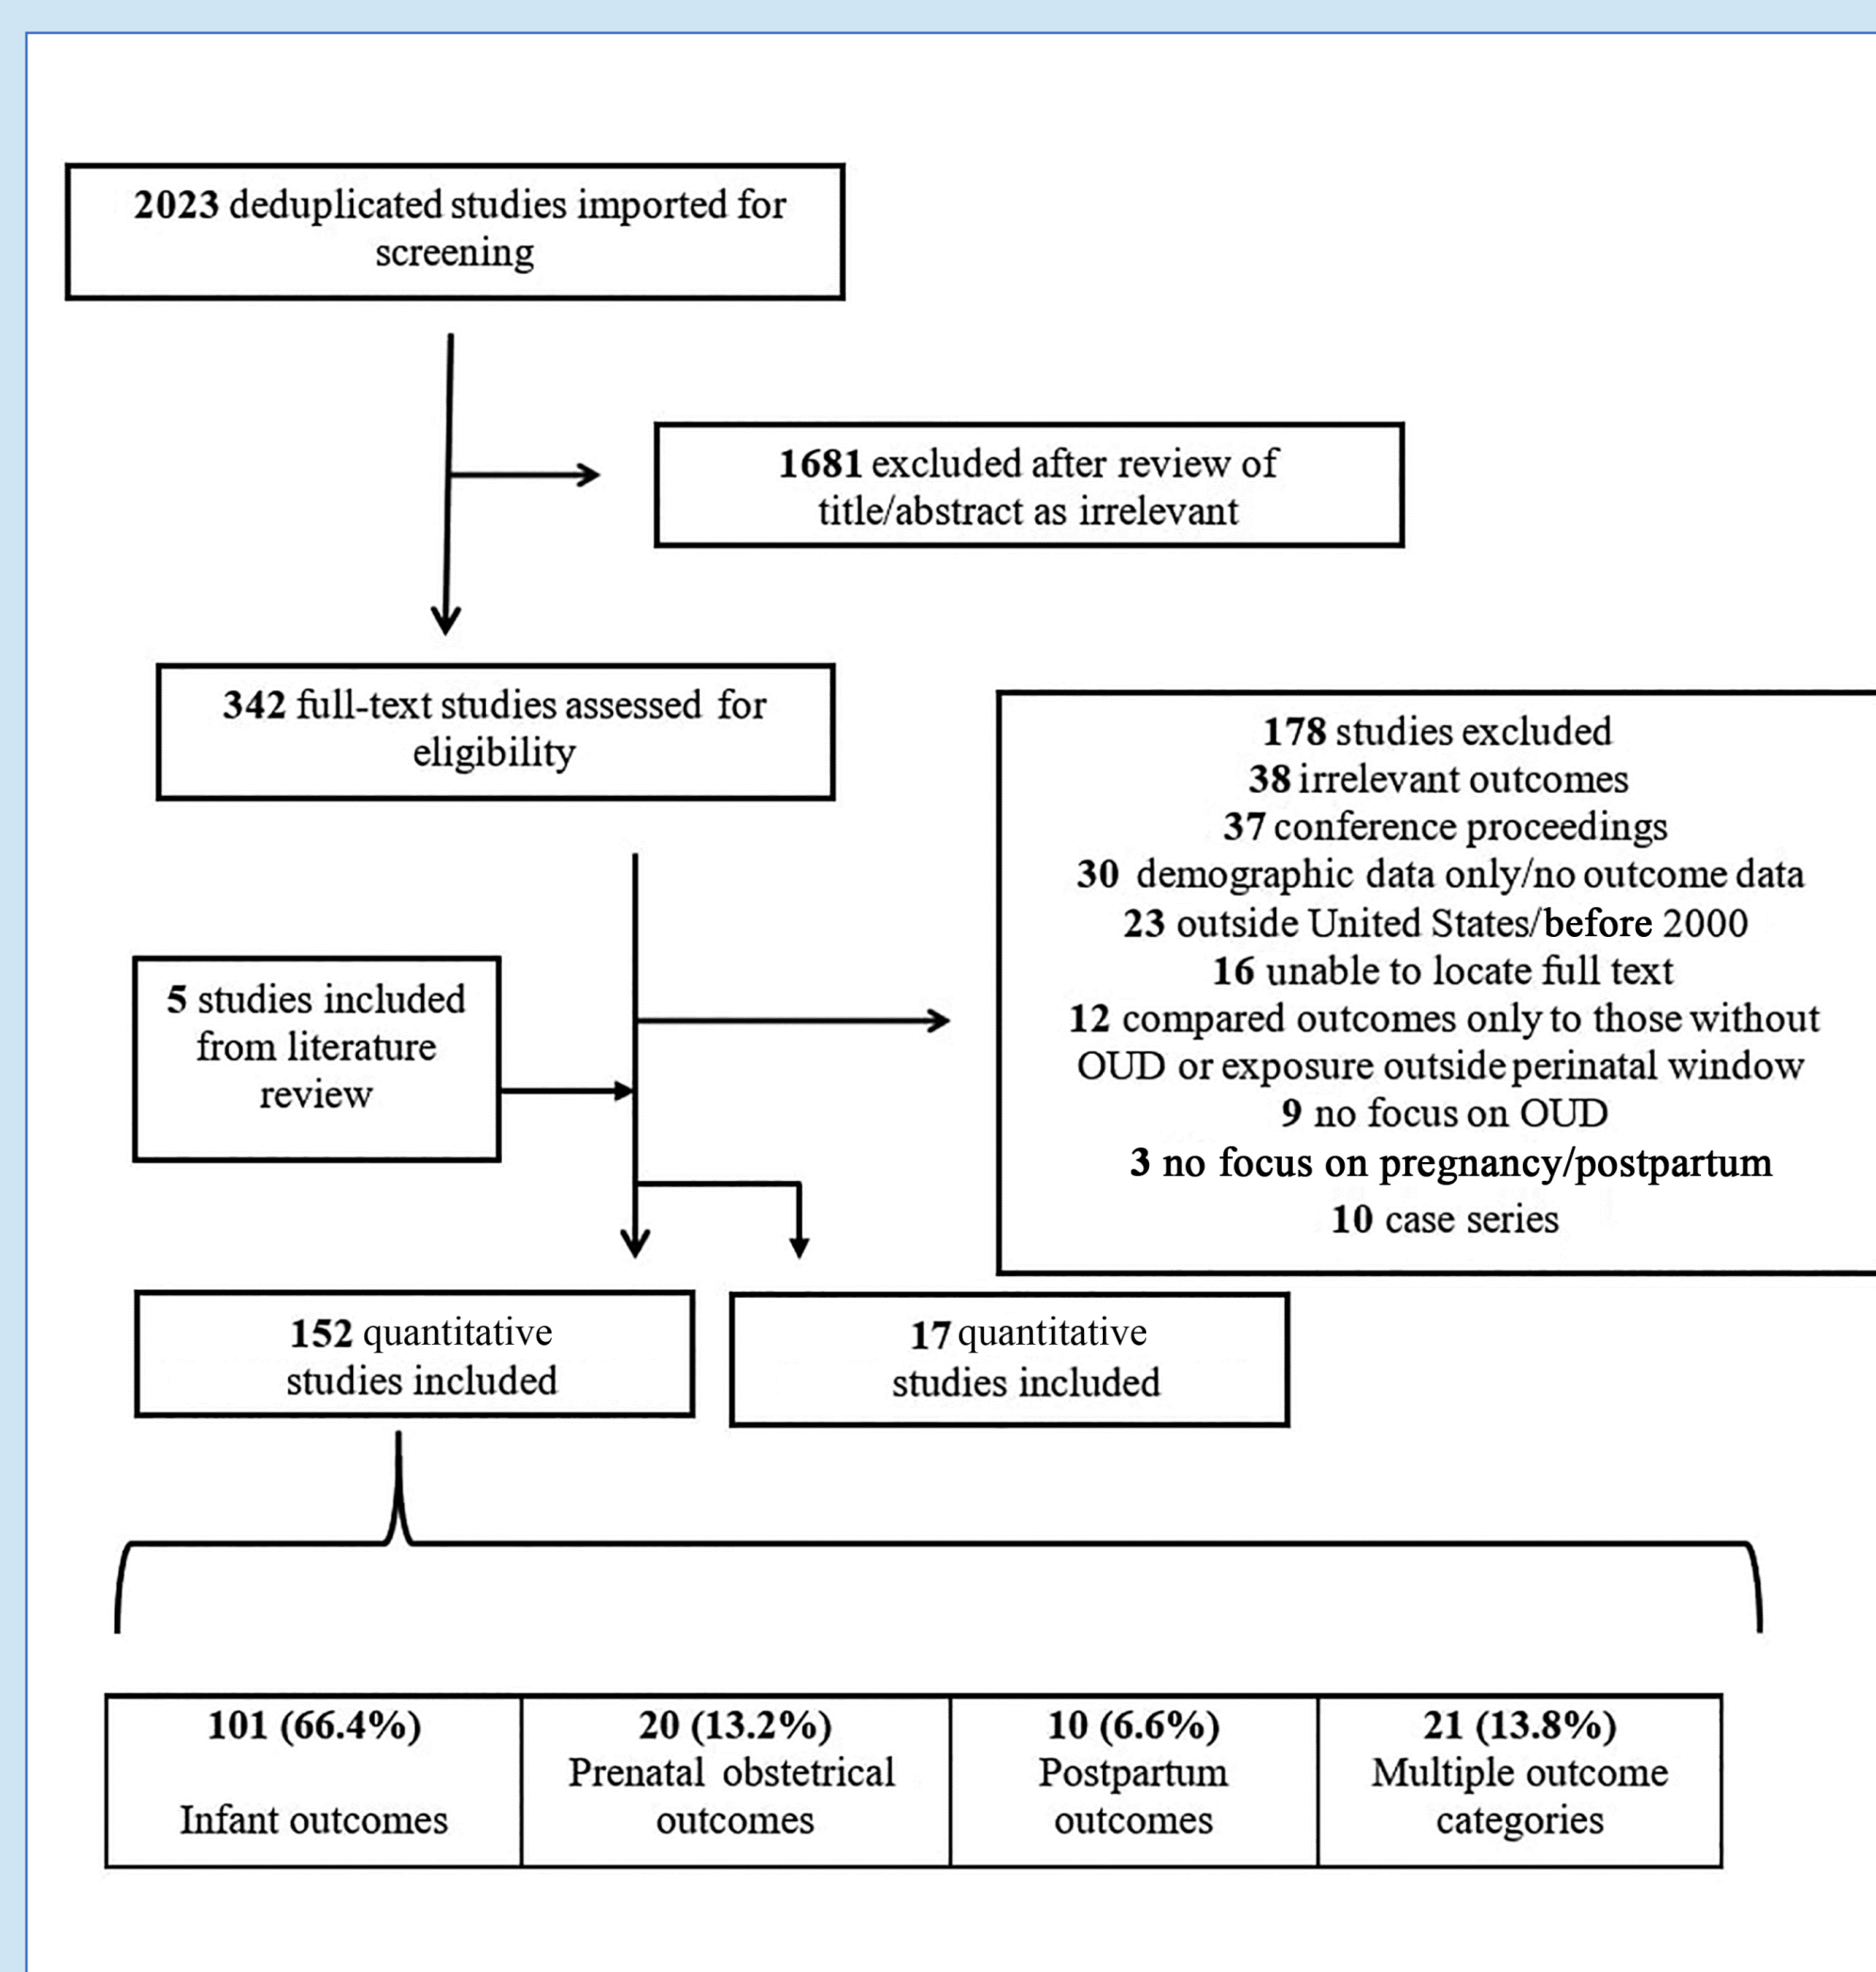 2023 deduplicated studies imported for
screening
1681 excluded after review of
title/abstract as irrelevant
342 full-text studies assessed for
eligibility
178 studies excluded
38 irrelevant outcomes
37 conference proceedings
30 demographic data only/no outcome data
23 outside United States/before 2000
16 unable to locate full text
12 compared outcomes only to those without
OUD or exposure outside perinatal window
9 no focus on OUD
3 no focus on pregnancy/postpartum
10 case series
5 studies included
from literature
review
152 quantitative
studies included
17 quantitative
studies included
101 (66.4%)
Infant outcomes
20 (13.2%)
Prenatal obstetrical
outcomes
10 (6.6%)
Postpartum
outcomes
21 (13.8%)
Multiple outcome
categories